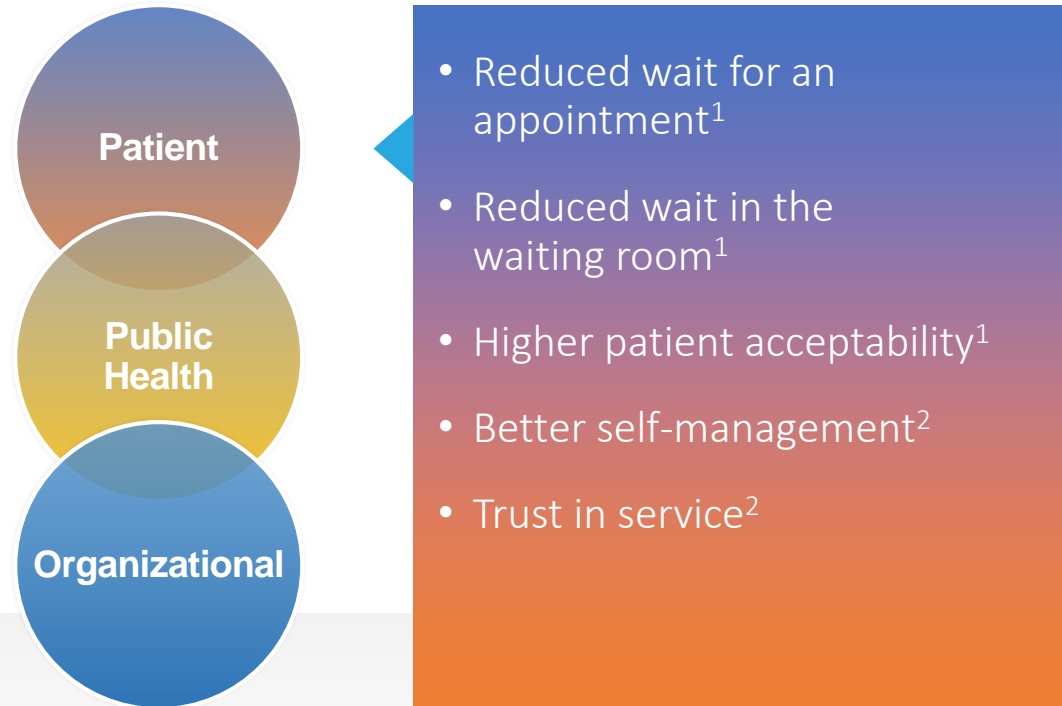 Patient
Public
Health
Organizational
• Reduced wait for an
appointment¹
• Reduced wait in the
waiting room¹
• Higher patient acceptability¹
• Better self-management²
• Trust in service²